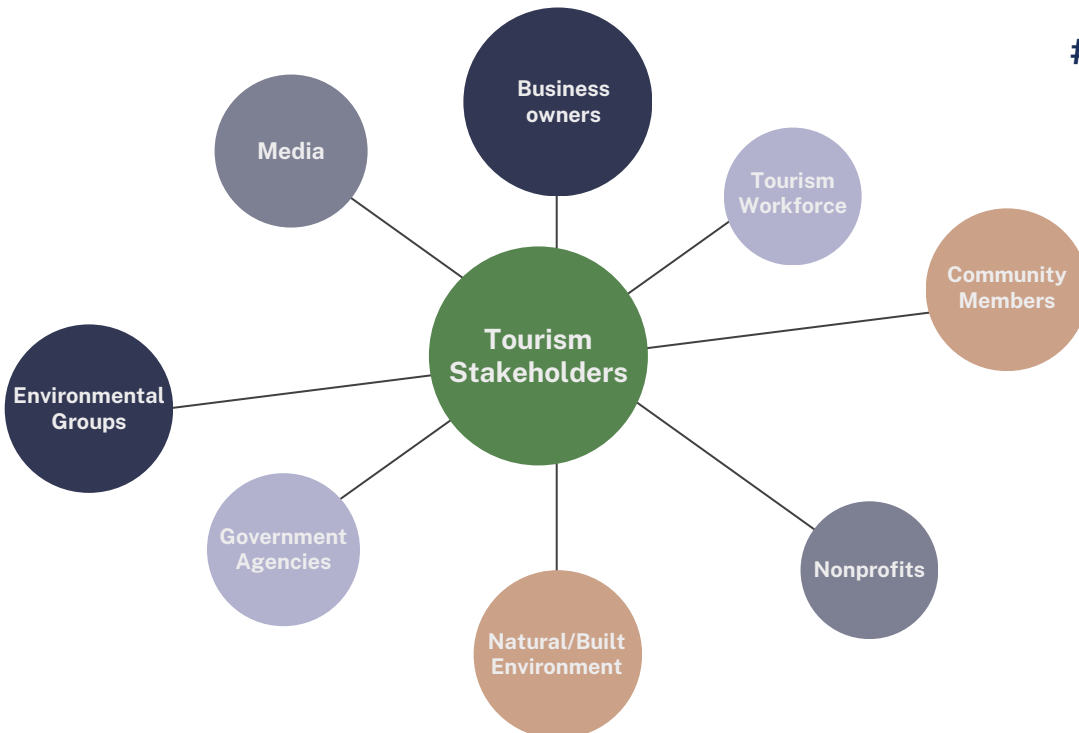 #
Business
owners
Media
Tourism
Workforce
Community
Members
Tourism
Stakeholders
Environmental
Groups
Government
Agencies
Nonprofits
Natural/Built
Environment